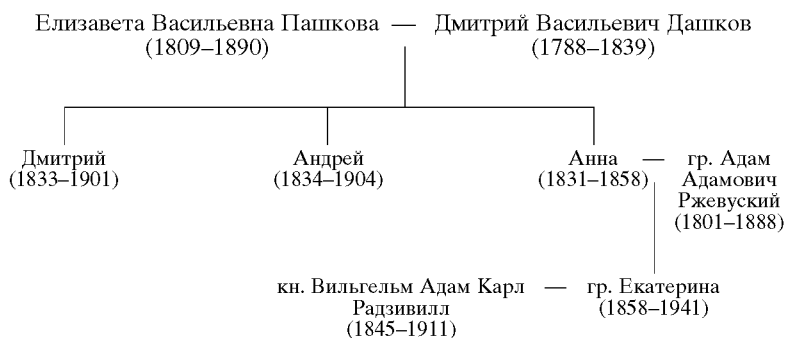 Елизавета Васильевна Пашкова — Дмитрий Васильевич Дашков
(1809–1890) (1788–1839)
Дмитрий Андрей Анна — гр. Адам
(1833–1901) (1834–1904) (1831–1858) Адамович
Ржевуский
(1801–1888)
кн. Вильгельм Адам Карл — гр. Екатерина
Радзивилл (1858–1941)
(1845–1911)